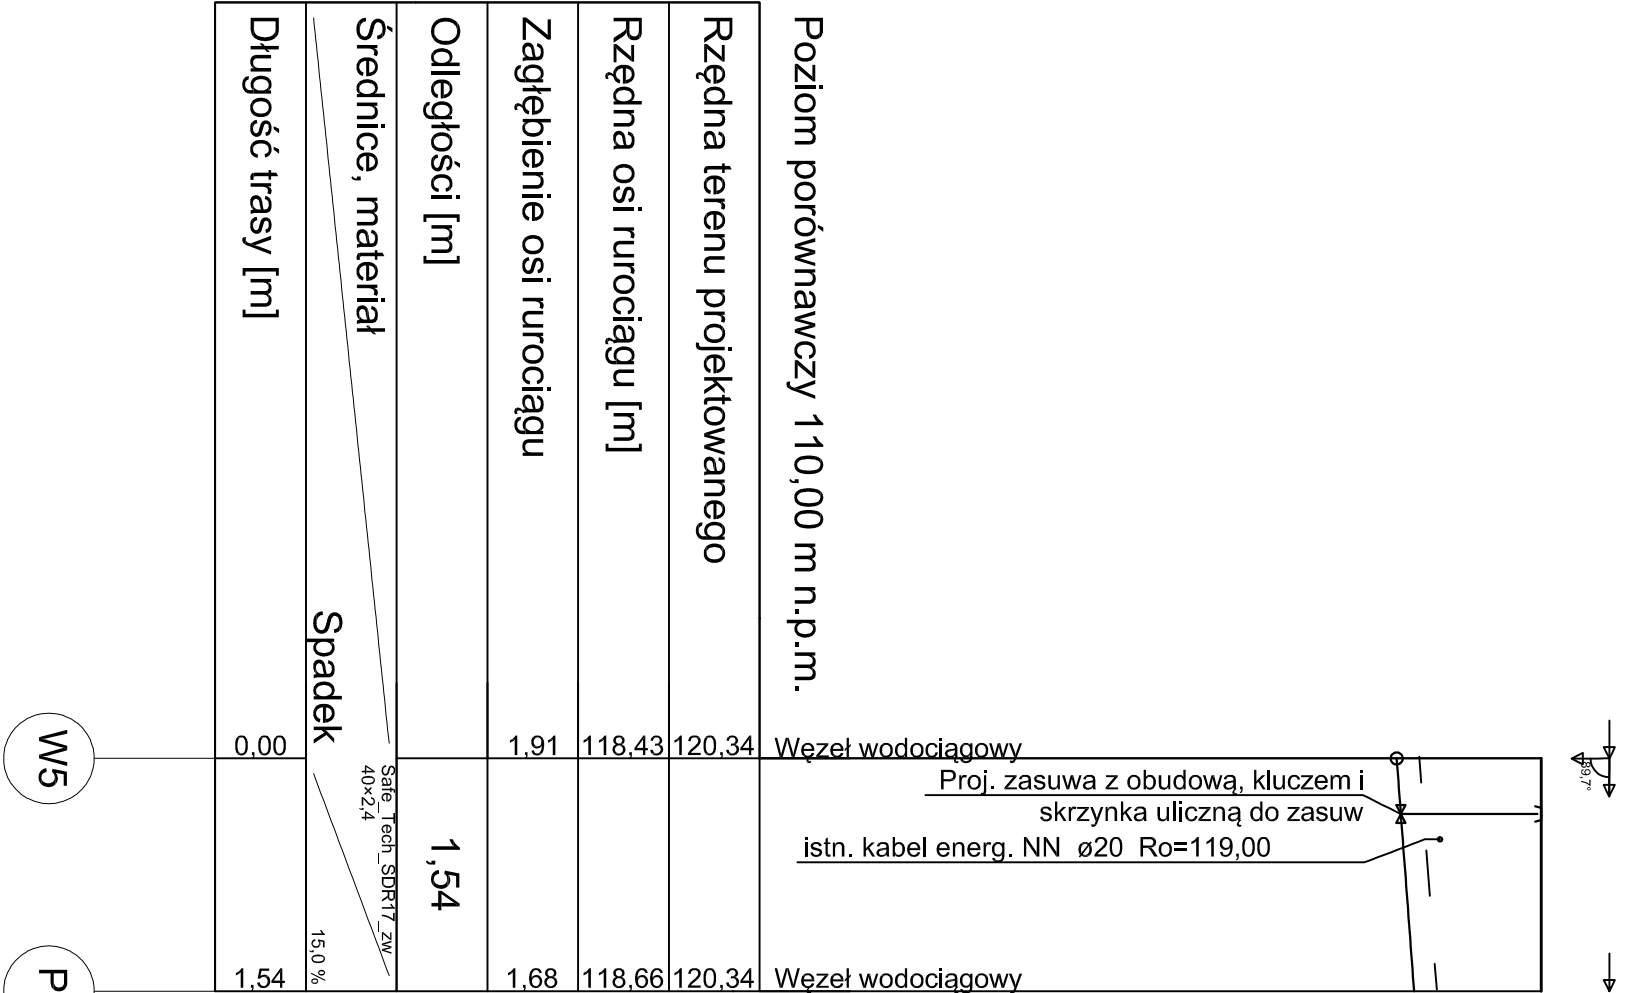 Poziom porównawczy 110,00 m n.p.m.
Rzędna terenu projektowanego
120,34
120,34
Rzędna osi rurociągu [m]
118,43
118,66
Zagłębienie osi rurociągu
1,91
1,68
Odległości [m]
1,54
Średnice, materiał
Spadek
Safe_Tech_SDR17_zw
40×2,4
15,0 %
Długość trasy [m]
0,00
1,54
Węzeł wodociągowy
Proj. zasuwa z obudową, kluczem i
skrzynka uliczną do zasuw
istn. kabel energ. NN ø20 Ro=119,00
Węzeł wodociągowy
89,7°
W5
P